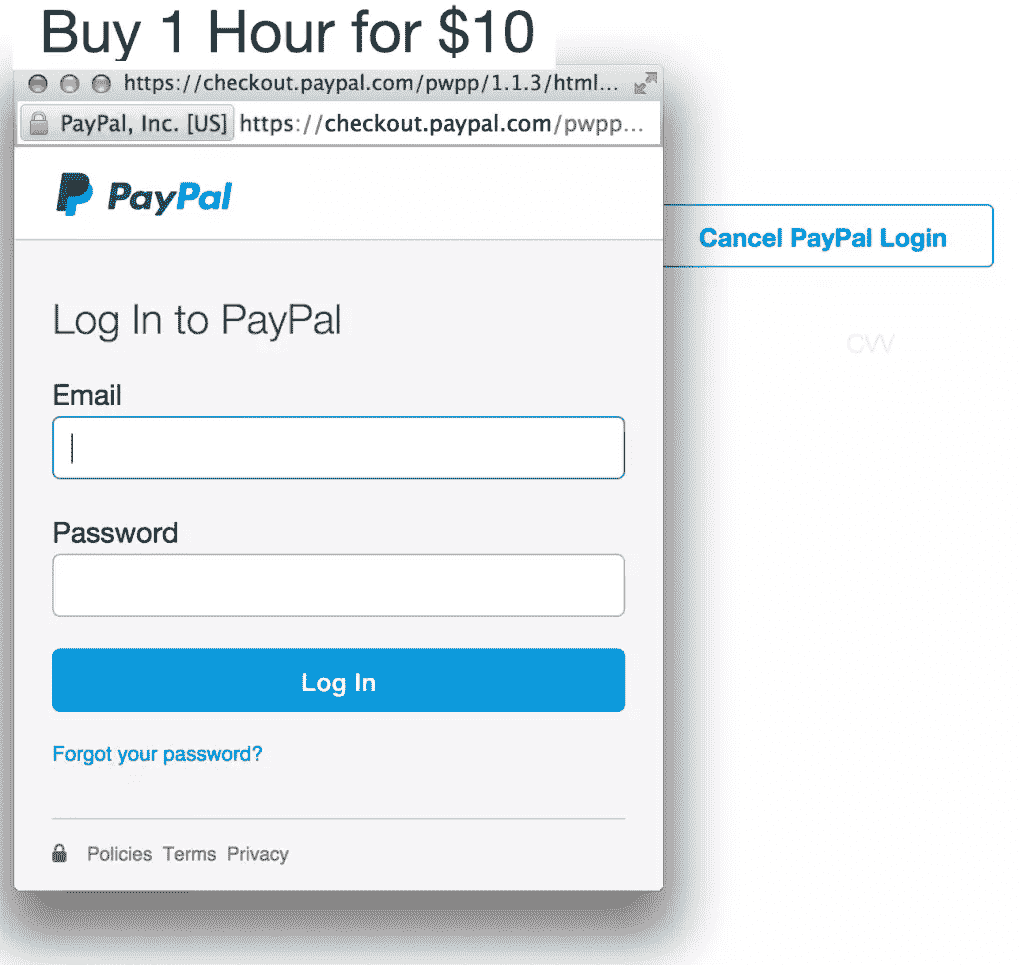 Buy 1 Hour for $10
https://checkout.paypal.com/pwpp/1.1.3/html...
PayPal, Inc. [US] https://checkout.paypal.com/pwpp...
PayPal
Cancel PayPal Login
Log In to PayPal
CVV
Email
Password
Log In
Forgot your password?
Policies Terms Privacy